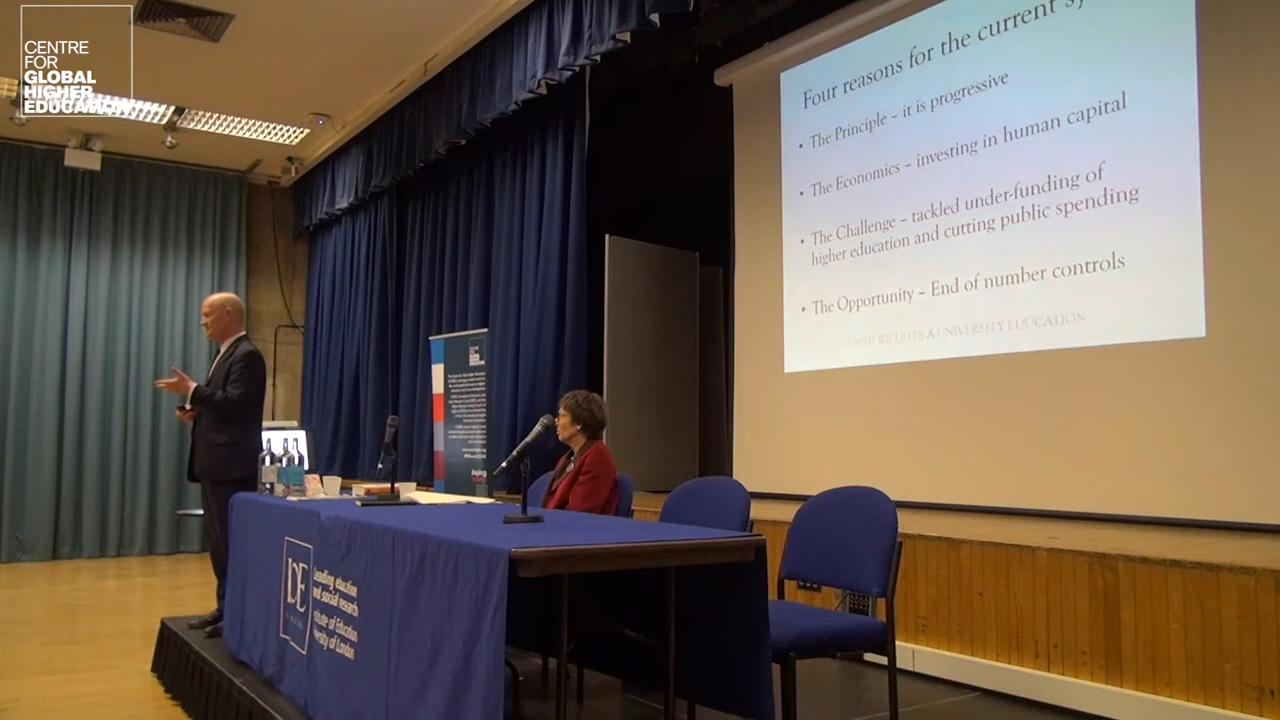 CENTRE
FOR
GLOBAL
HIGHER
EDUCATION
Four reasons for the current
• The Principle – it is progressive
• The Economics – investing in human capital
• The Challenge – tackled under-funding of
higher education and cutting public spending
• The Opportunity – End of number controls
DAVID WILLETTS A UNIVERSITY EDUCATION
IOE
Leading education
and social research
Institute of Education
University of London